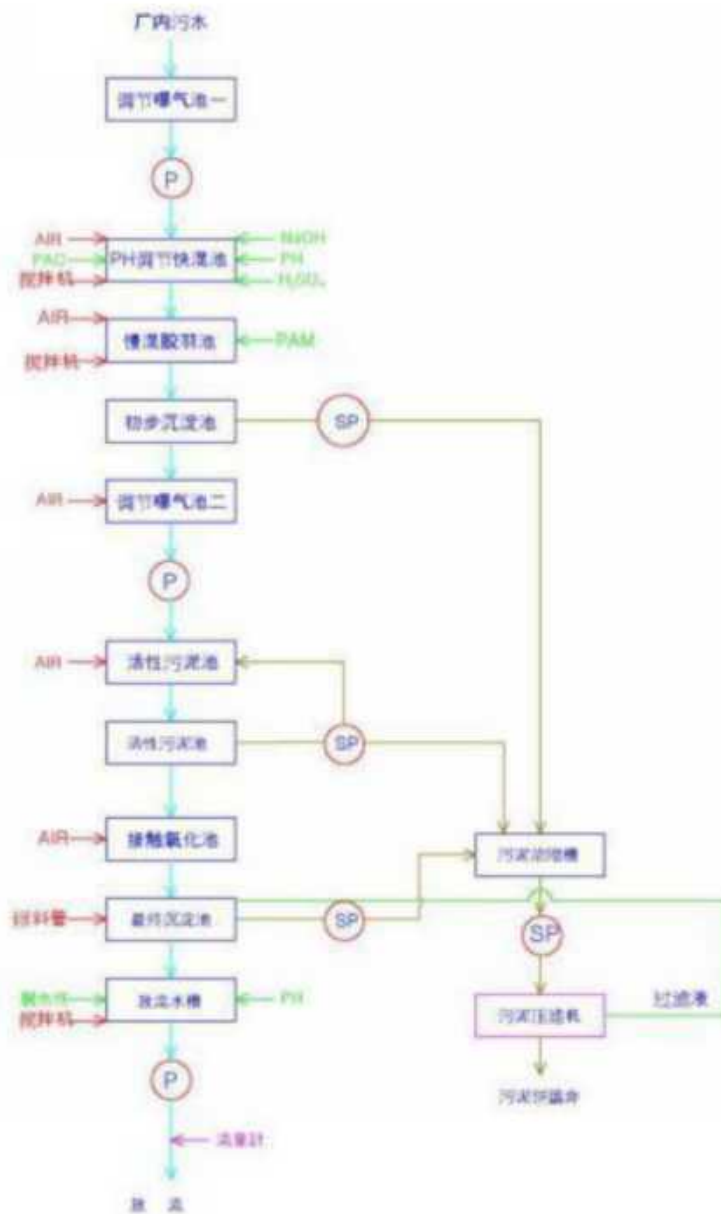 厂内污水
调节曝气池一
P
AIR
NaOH
PAC
PH调节快混池
PH
搅拌机
H₂SO₄
AIR
慢混胶羽池
PAM
搅拌机
初步沉淀池
SP
AIR
调节曝气池二
P
AIR
活性污泥池
活性污泥池
SP
AIR
接触氧化池
污泥浓缩槽
最终沉淀池
SP
SP
放流水槽
PH
搅拌机
污泥压滤机
过滤液
P
流量計
放 流